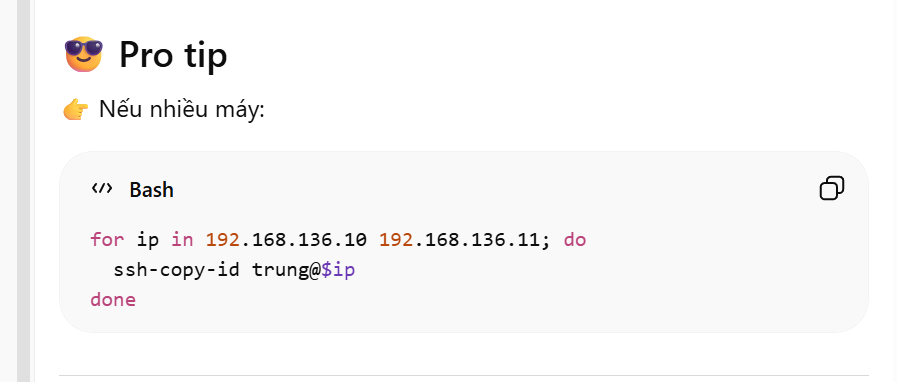 😎 Pro tip
👉 Nếu nhiều máy:
</> Bash
for ip in 192.168.136.10 192.168.136.11; do
  ssh-copy-id trung@$ip
done